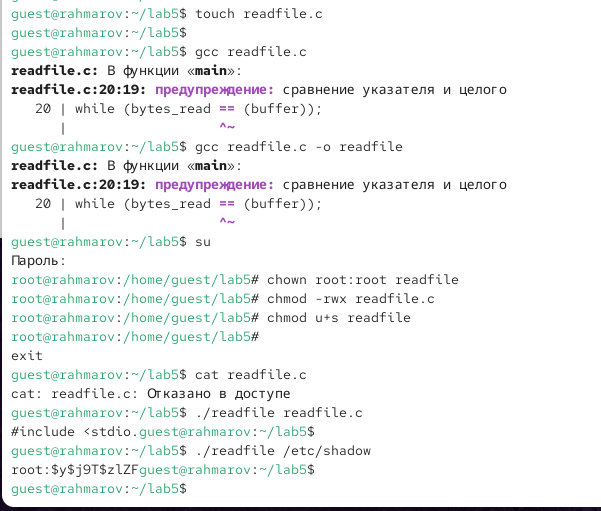 guest@rahmarov:~/lab5$ touch readfile.c
guest@rahmarov:~/lab5$
guest@rahmarov:~/lab5$ gcc readfile.c
readfile.c: В функции «main»:
readfile.c:20:19: предупреждение: сравнение указателя и целого
   20 | while (bytes_read == (buffer));
      |                   ^~
guest@rahmarov:~/lab5$ gcc readfile.c -o readfile
readfile.c: В функции «main»:
readfile.c:20:19: предупреждение: сравнение указателя и целого
   20 | while (bytes_read == (buffer));
      |                   ^~
guest@rahmarov:~/lab5$ su
Пароль:
root@rahmarov:/home/guest/lab5# chown root:root readfile
root@rahmarov:/home/guest/lab5# chmod -rwx readfile.c
root@rahmarov:/home/guest/lab5# chmod u+s readfile
root@rahmarov:/home/guest/lab5#
exit
guest@rahmarov:~/lab5$ cat readfile.c
cat: readfile.c: Отказано в доступе
guest@rahmarov:~/lab5$ ./readfile readfile.c
#include <stdio.guest@rahmarov:~/lab5$
guest@rahmarov:~/lab5$ ./readfile /etc/shadow
root:$y$j9T$zlZFguest@rahmarov:~/lab5$
guest@rahmarov:~/lab5$